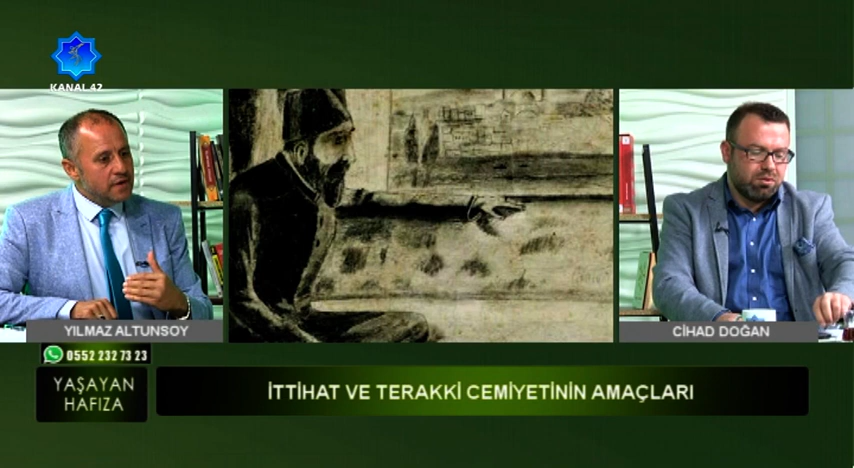 KANAL 42
YILMAZ ALTUNSOY
CİHAD DOĞAN
0552 232 73 23
YAŞAYAN
HAFIZA
İTTİHAT VE TERAKKİ CEMİYETİNİN AMAÇLARI